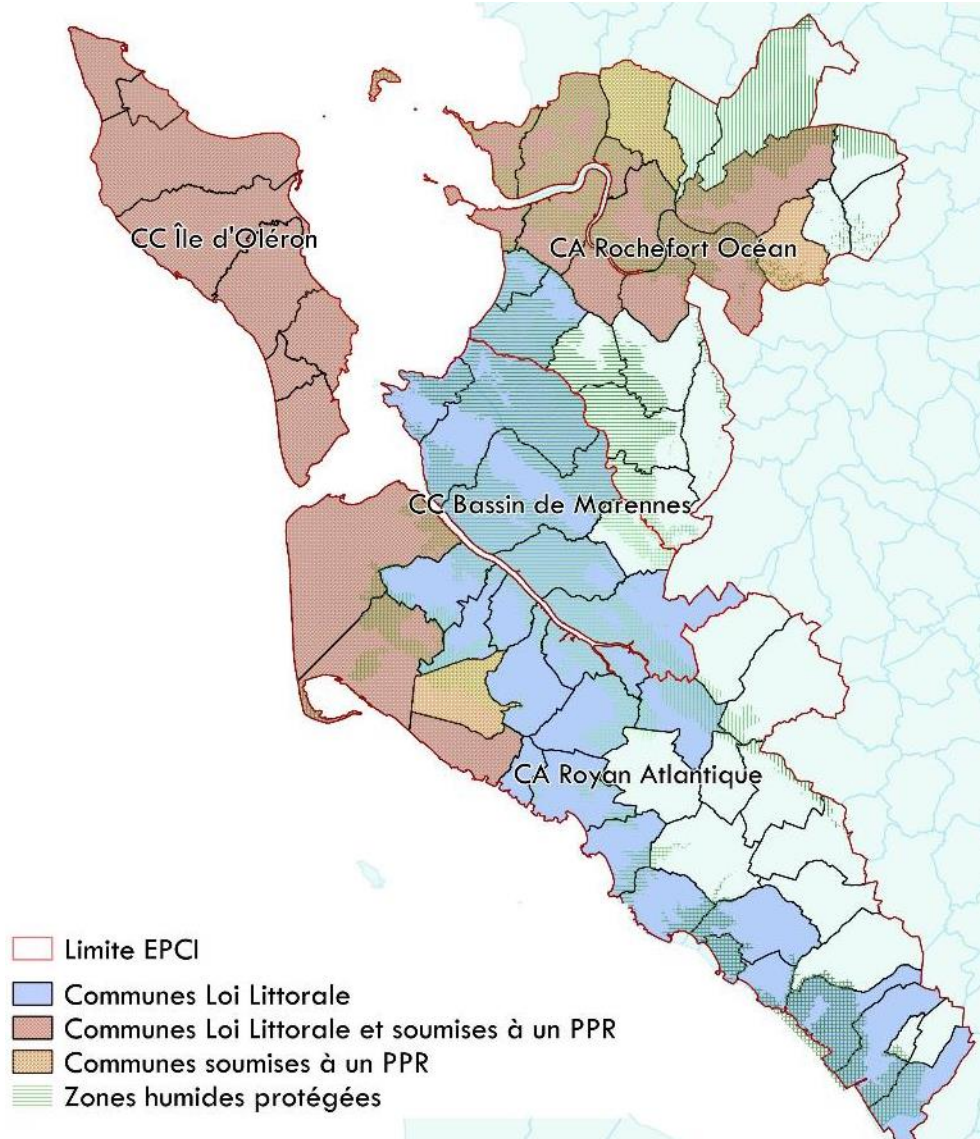 CC Île d'Oléron
CA Rochefort Océan
CC Bassin de Marennes
CA Royan Atlantique
Limite EPCI
Communes Loi Littorale
Communes Loi Littorale et soumises à un PPR
Communes soumises à un PPR
Zones humides protégées